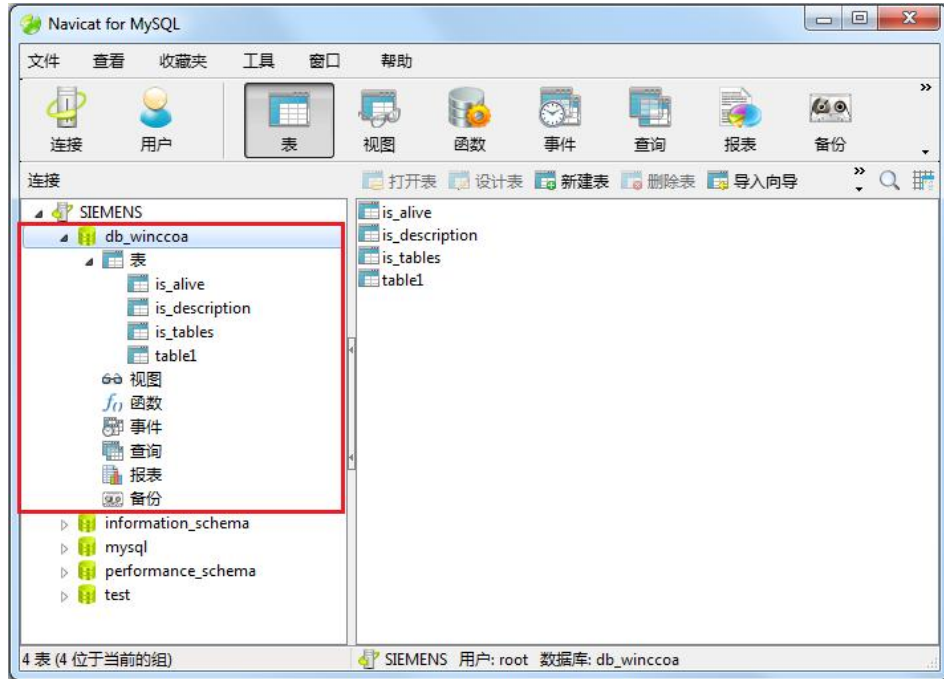 Navicat for MySQL
文件 查看 收藏夹 工具 窗口 帮助
连接 用户 表 视图 函数 事件 查询 报表 备份
连接 打开表 设计表 新建表 删除表 导入向导
SIEMENS
db_winccoa
表
is_alive
is_description
is_tables
table1
视图
函数
事件
查询
报表
备份
information_schema
mysql
performance_schema
test
is_alive
is_description
is_tables
table1
4 表 (4 位于当前的组) SIEMENS 用户: root 数据库: db_winccoa